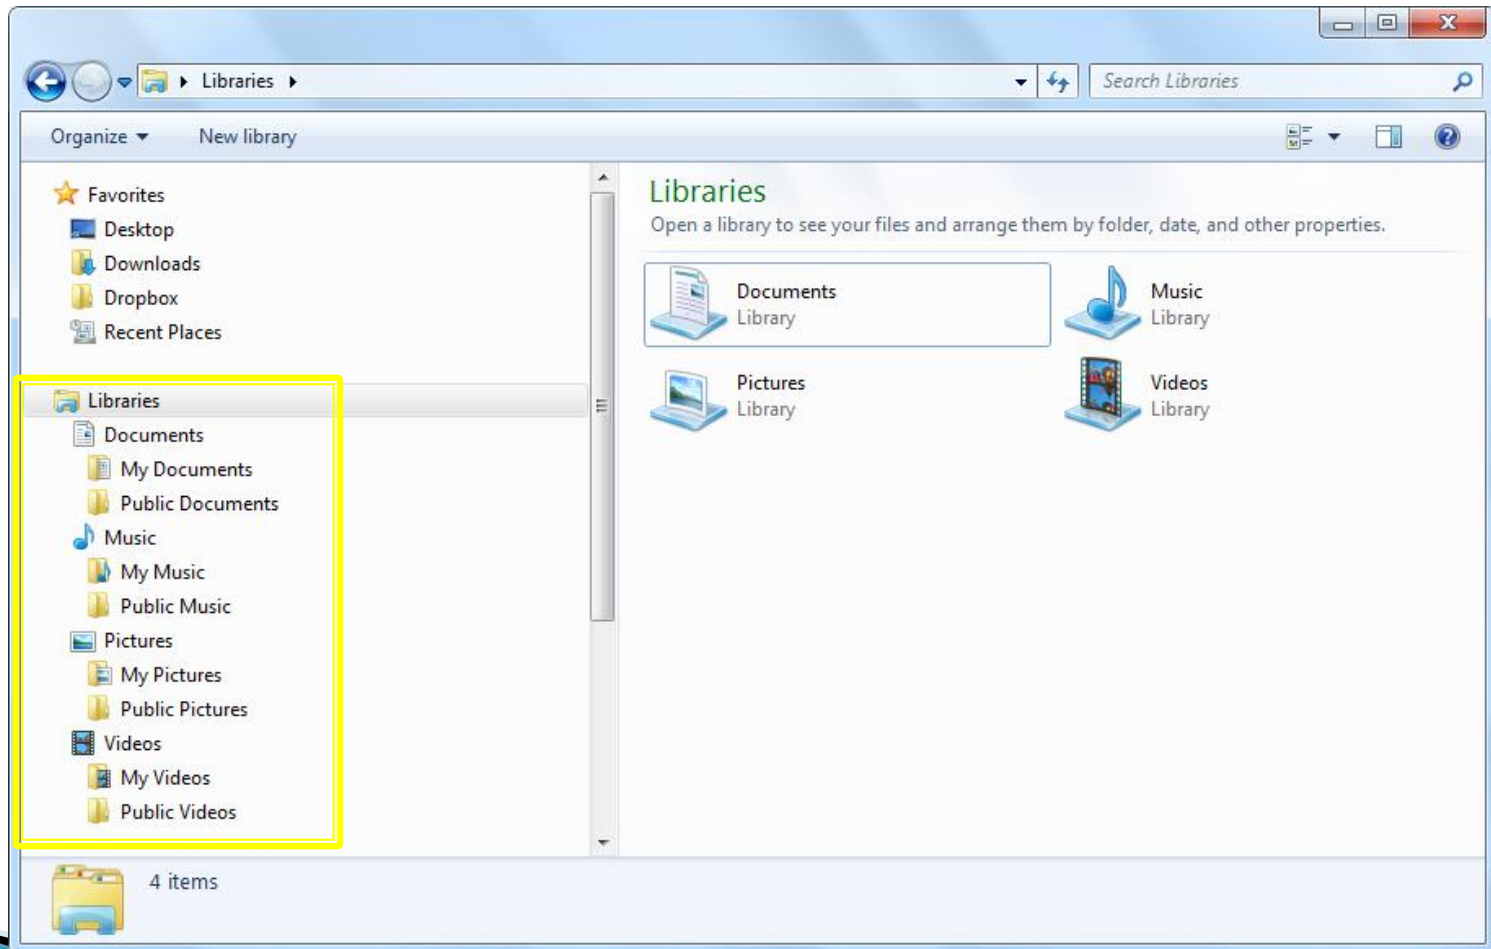 Libraries
Search Libraries
Organize
New library
Favorites
Desktop
Downloads
Dropbox
Recent Places
Libraries
Documents
My Documents
Public Documents
Music
My Music
Public Music
Pictures
My Pictures
Public Pictures
Videos
My Videos
Public Videos
Libraries
Open a library to see your files and arrange them by folder, date, and other properties.
Documents
Library
Music
Library
Pictures
Library
Videos
Library
4 items